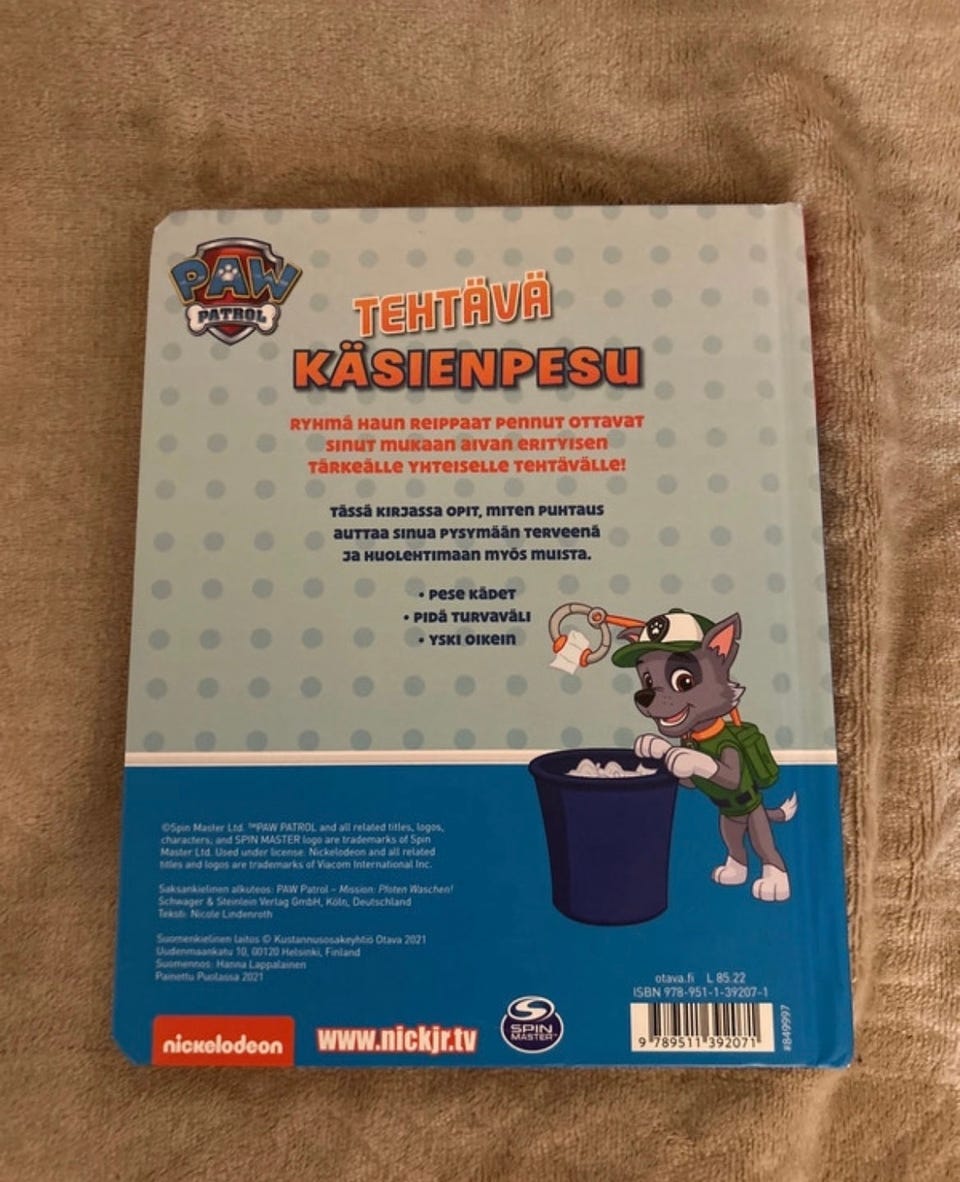 PAW
PATROL
TEHTÄVÄ
KÄSIENPESU
RYHMÄ HAUN REIPPAAT PENNUT OTTAVAT
SINUT MUKAAN AIVAN ERITYISEN
TÄRKEÄLLE YHTEISELLE TEHTÄVÄLLE!
TÄSSÄ KIRJASSA OPIT, MITEN PUHTAUS
AUTTAA SINUA PYSYMÄÄN TERVEENÄ
JA HUOLEHTIMAAN MYÖS MUISTA.
• PESE KÄDET
• PIDÄ TURVAVÄLI
• YSKI OIKEIN
©Spin Master Ltd. ™PAW PATROL and all related titles, logos,
characters; and SPIN MASTER logo are trademarks of Spin
Master Ltd. Used under license. Nickelodeon and all related
titles and logos are trademarks of Viacom International Inc.
Saksankielinen alkuteos: PAW Patrol – Mission: Pfoten Waschen!
Schwager & Steinlein Verlag GmbH, Köln, Deutschland
Teksti: Nicole Lindenroth
Suomenkielinen laitos © Kustannusosakeyhtiö Otava 2021
Uudenmaankatu 10, 00120 Helsinki, Finland
Suomennos: Hanna Lappalainen
Painettu Puolassa 2021
otava.fi L 85.22
ISBN 978-951-1-39207-1
9 789511 392071
#849997
nickelodeon
www.nickjr.tv
SPIN
MASTER™